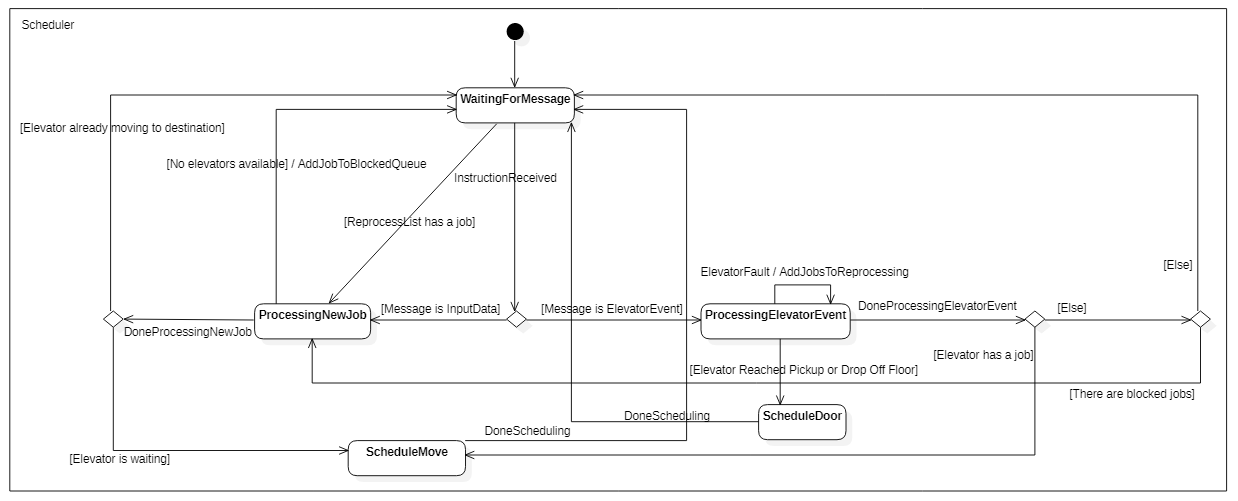 Scheduler
WaitingForMessage
[Elevator already moving to destination]
[No elevators available] / AddJobToBlockedQueue
InstructionReceived
[ReprocessList has a job]
[Else]
ElevatorFault / AddJobsToReprocessing
ProcessingNewJob
[Message is InputData]
[Message is ElevatorEvent]
ProcessingElevatorEvent
DoneProcessingElevatorEvent
[Else]
DoneProcessingNewJob
[Elevator has a job]
[Elevator Reached Pickup or Drop Off Floor]
[There are blocked jobs]
DoneScheduling
ScheduleDoor
DoneScheduling
ScheduleMove
[Elevator is waiting]